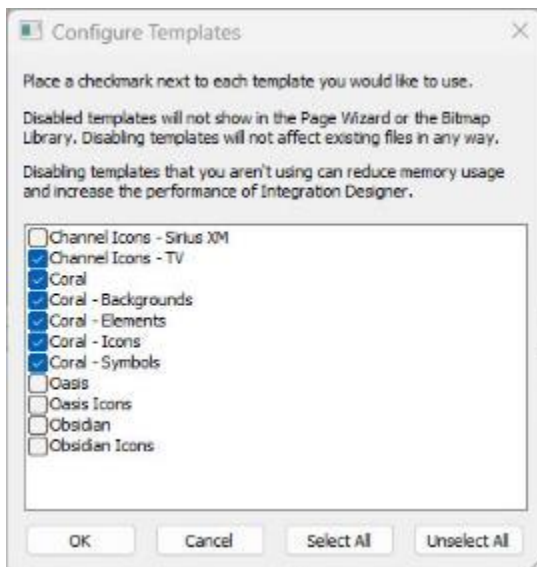 Configure Templates
Place a checkmark next to each template you would like to use.
Disabled templates will not show in the Page Wizard or the Bitmap
Library. Disabling templates will not affect existing files in any way.
Disabling templates that you aren't using can reduce memory usage
and increase the performance of Integration Designer.
Channel Icons - Sirius XM
Channel Icons - TV
Coral
Coral - Backgrounds
Coral - Elements
Coral - Icons
Coral - Symbols
Oasis
Oasis Icons
Obsidian
Obsidian Icons
OK Cancel Select All Unselect All